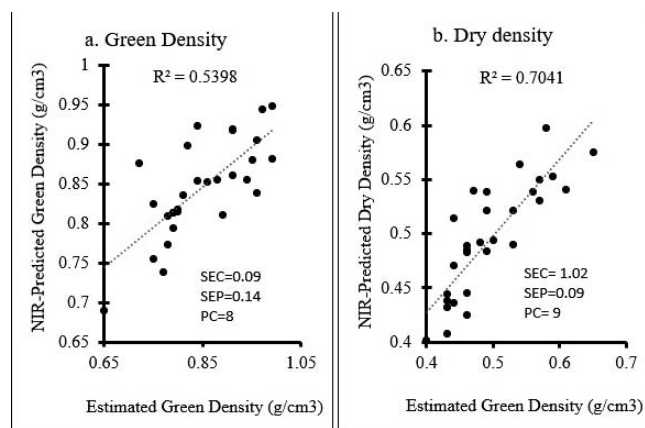 a. Green Density
R² = 0.5398
NIR-Predicted Green Density (g/cm3)
1
0.95
0.9
0.85
0.8
0.75
0.7
0.65
SEC=0.09
SEP=0.14
PC=8
0.65
0.85
1.05
Estimated Green Density (g/cm3)
b. Dry density
R² = 0.7041
NIR-Predicted Dry Density (g/cm3)
0.65
0.6
0.55
0.5
0.45
0.4
SEC= 1.02
SEP=0.09
PC= 9
0.4
0.5
0.6
0.7
Estimated Green Density (g/cm3)